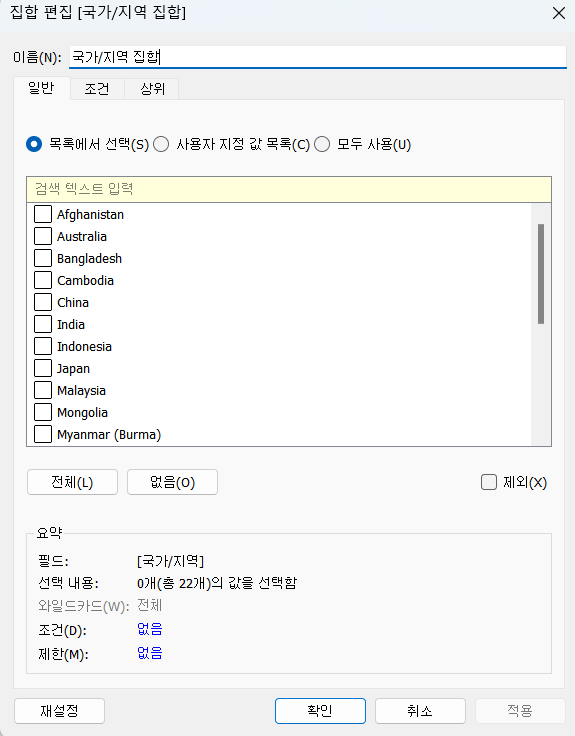 집합 편집 [국가/지역 집합]
이름(N): 국가/지역 집합
일반 조건 상위
목록에서 선택(S) 사용자 지정 값 목록(C) 모두 사용(U)
검색 텍스트 입력
Afghanistan
Australia
Bangladesh
Cambodia
China
India
Indonesia
Japan
Malaysia
Mongolia
Myanmar (Burma)
전체(L) 없음(O) 제외(X)
요약
필드: [국가/지역]
선택 내용: 0개(총 22개)의 값을 선택함
와일드카드(W): 전체
조건(D): 없음
제한(M): 없음
재설정 확인 취소 적용